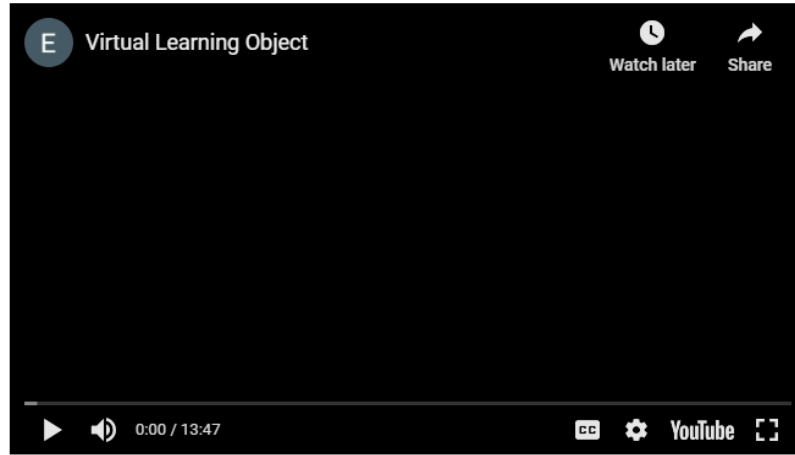 E Virtual Learning Object
Watch later Share
0:00 / 13:47 CC YouTube